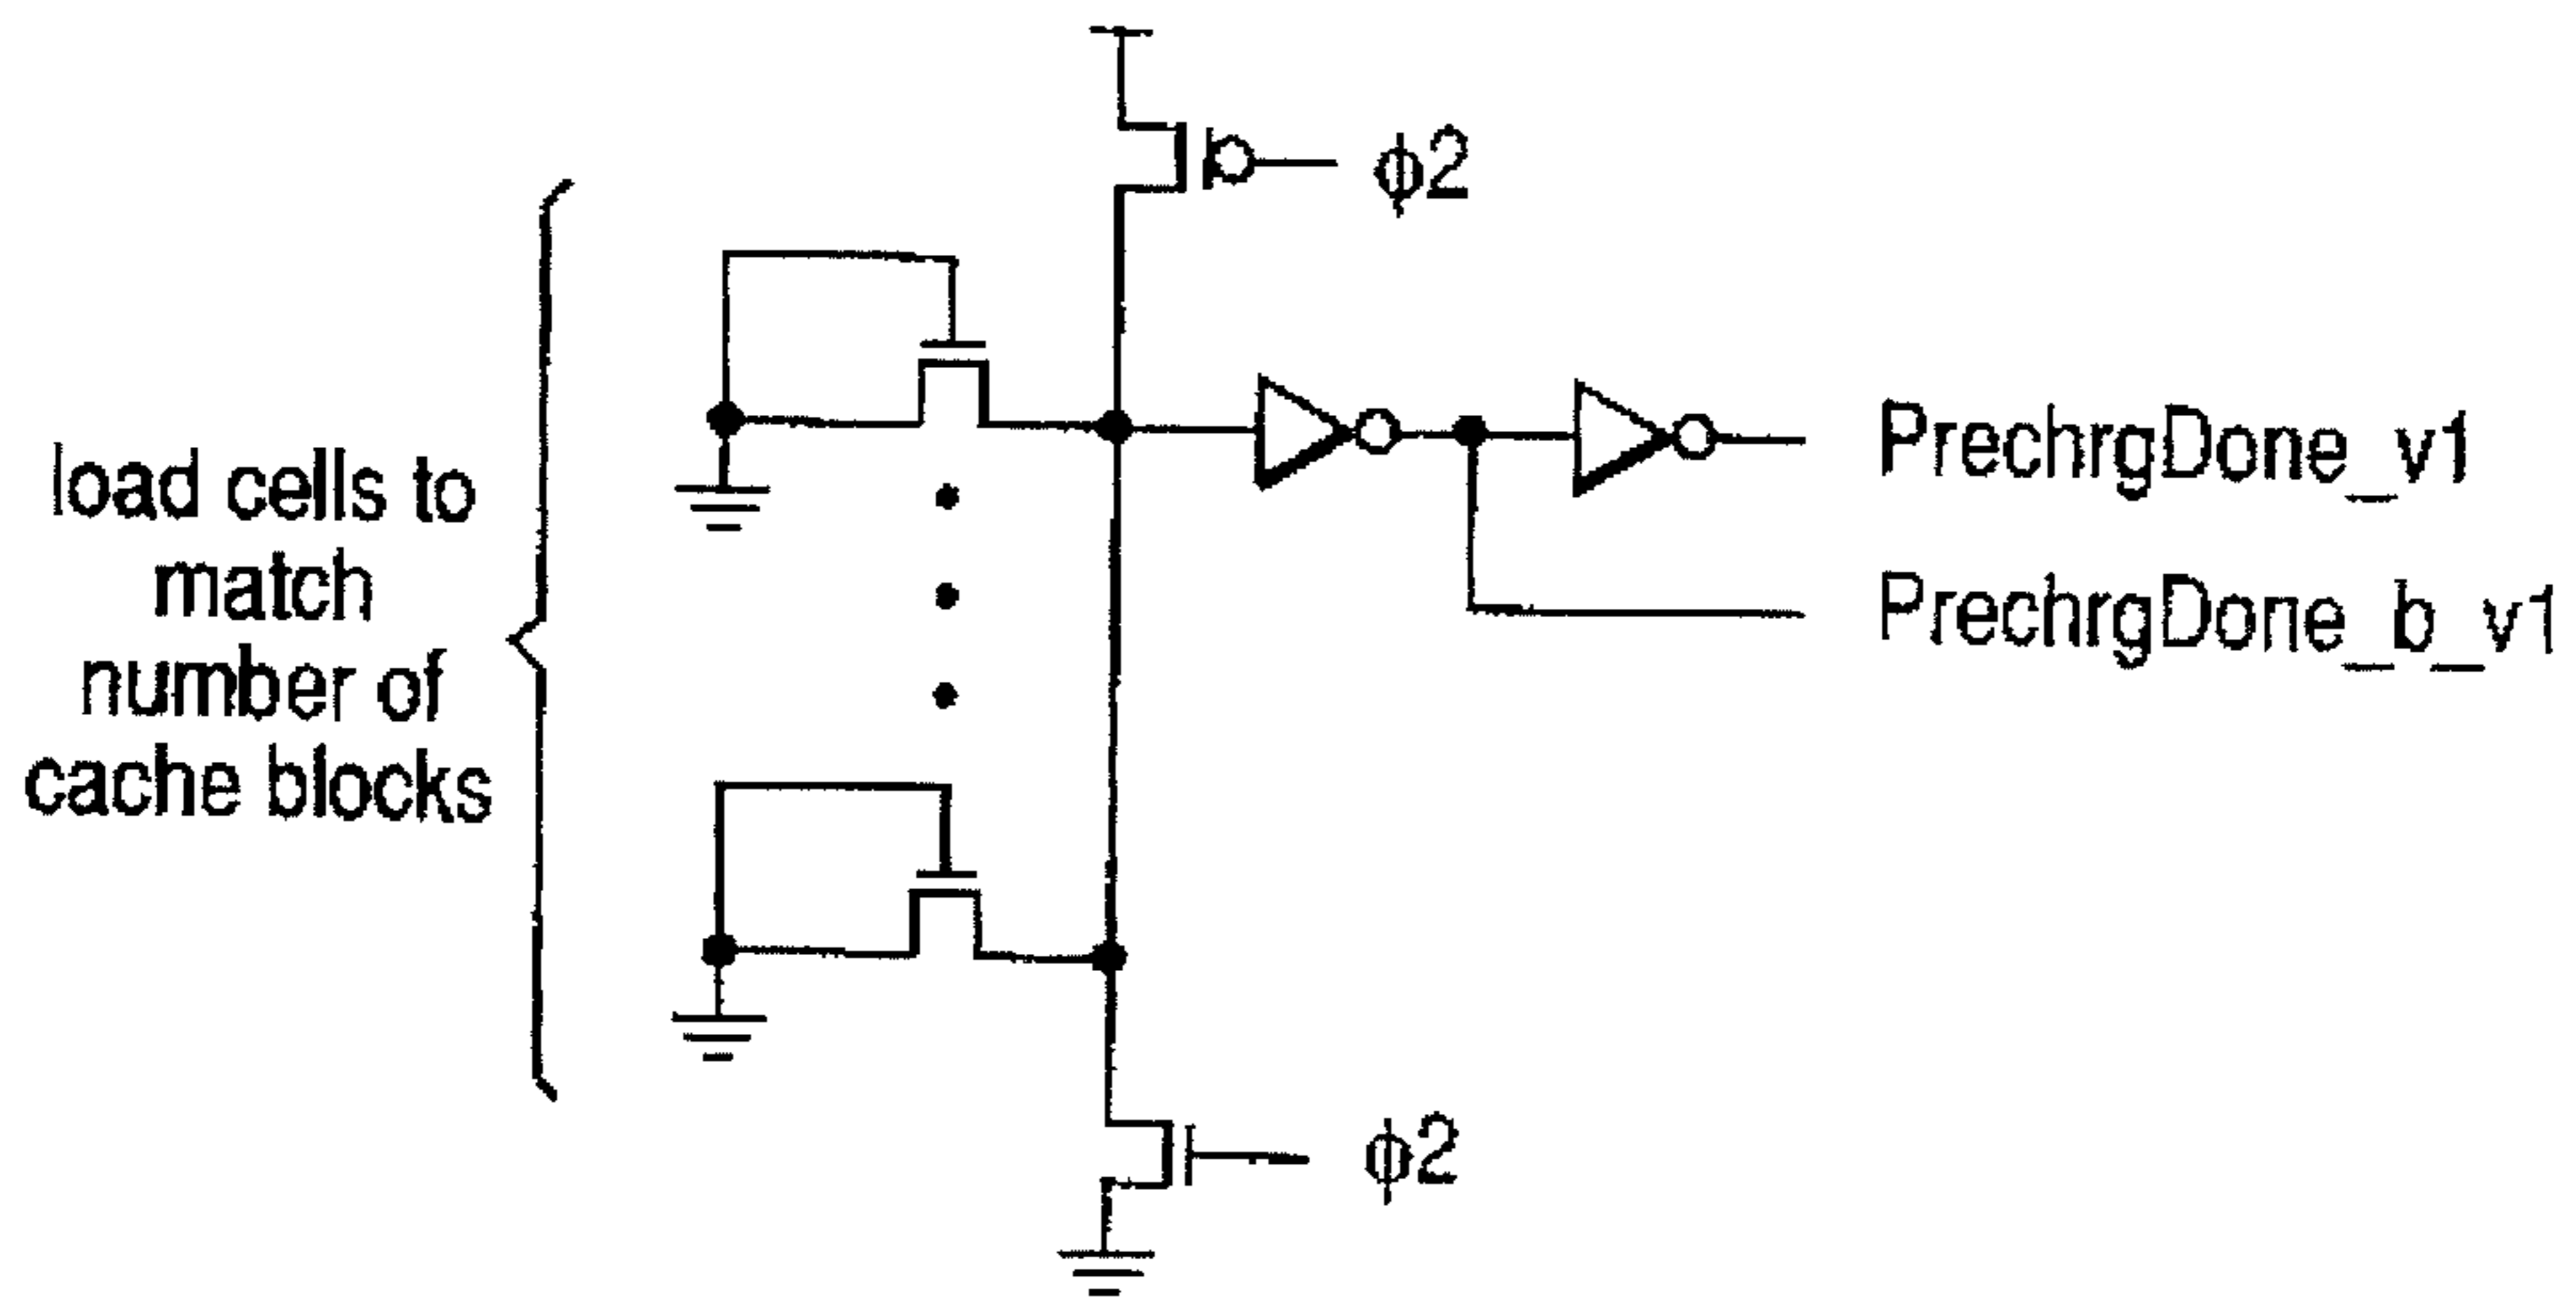 ϕ2
load cells to
match
number of
cache blocks
PrechrgDone_v1
PrechrgDone_b_v1
ϕ2